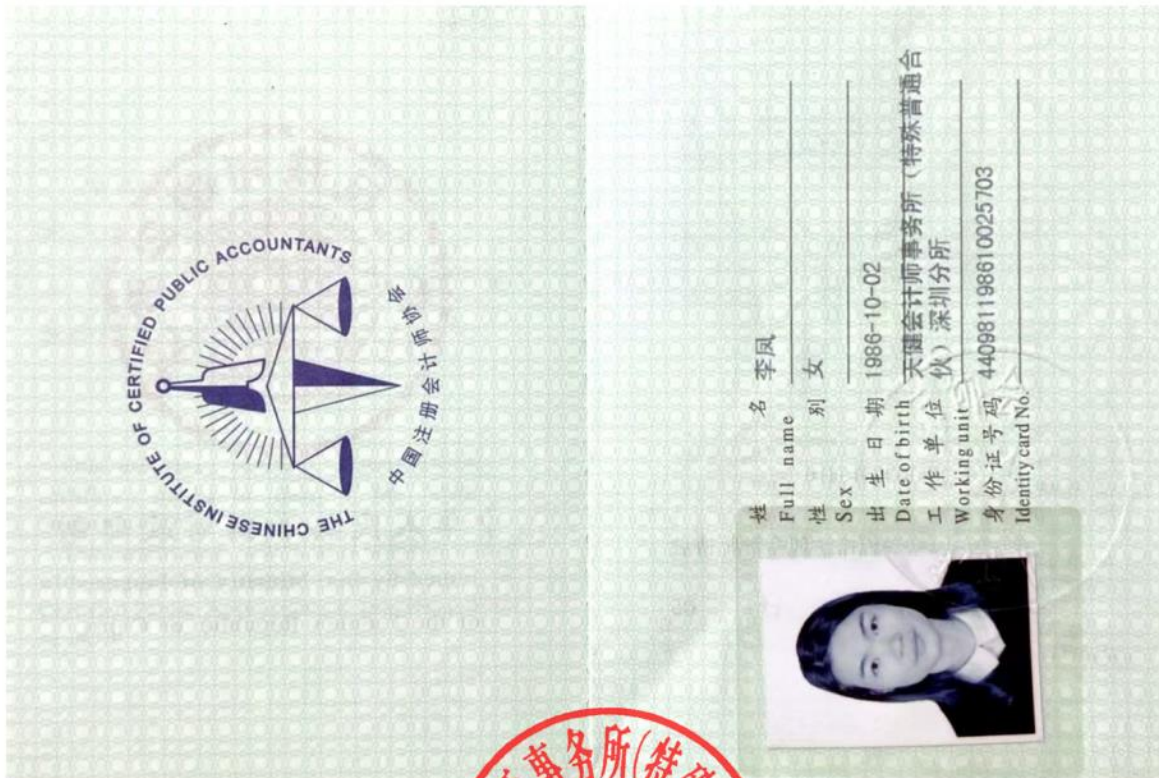 THE CHINESE INSTITUTE OF CERTIFIED PUBLIC ACCOUNTANTS
中国注册会计师协会
姓 名 李凤
Full name
性 别 女
Sex
出 生 日 期 1986-10-02
Date of birth
工 作 单 位 天健会计师事务所（特殊普通合
Working unit 伙）深圳分所
身份证号码 440981198610025703
Identity card No.
事务所(特殊